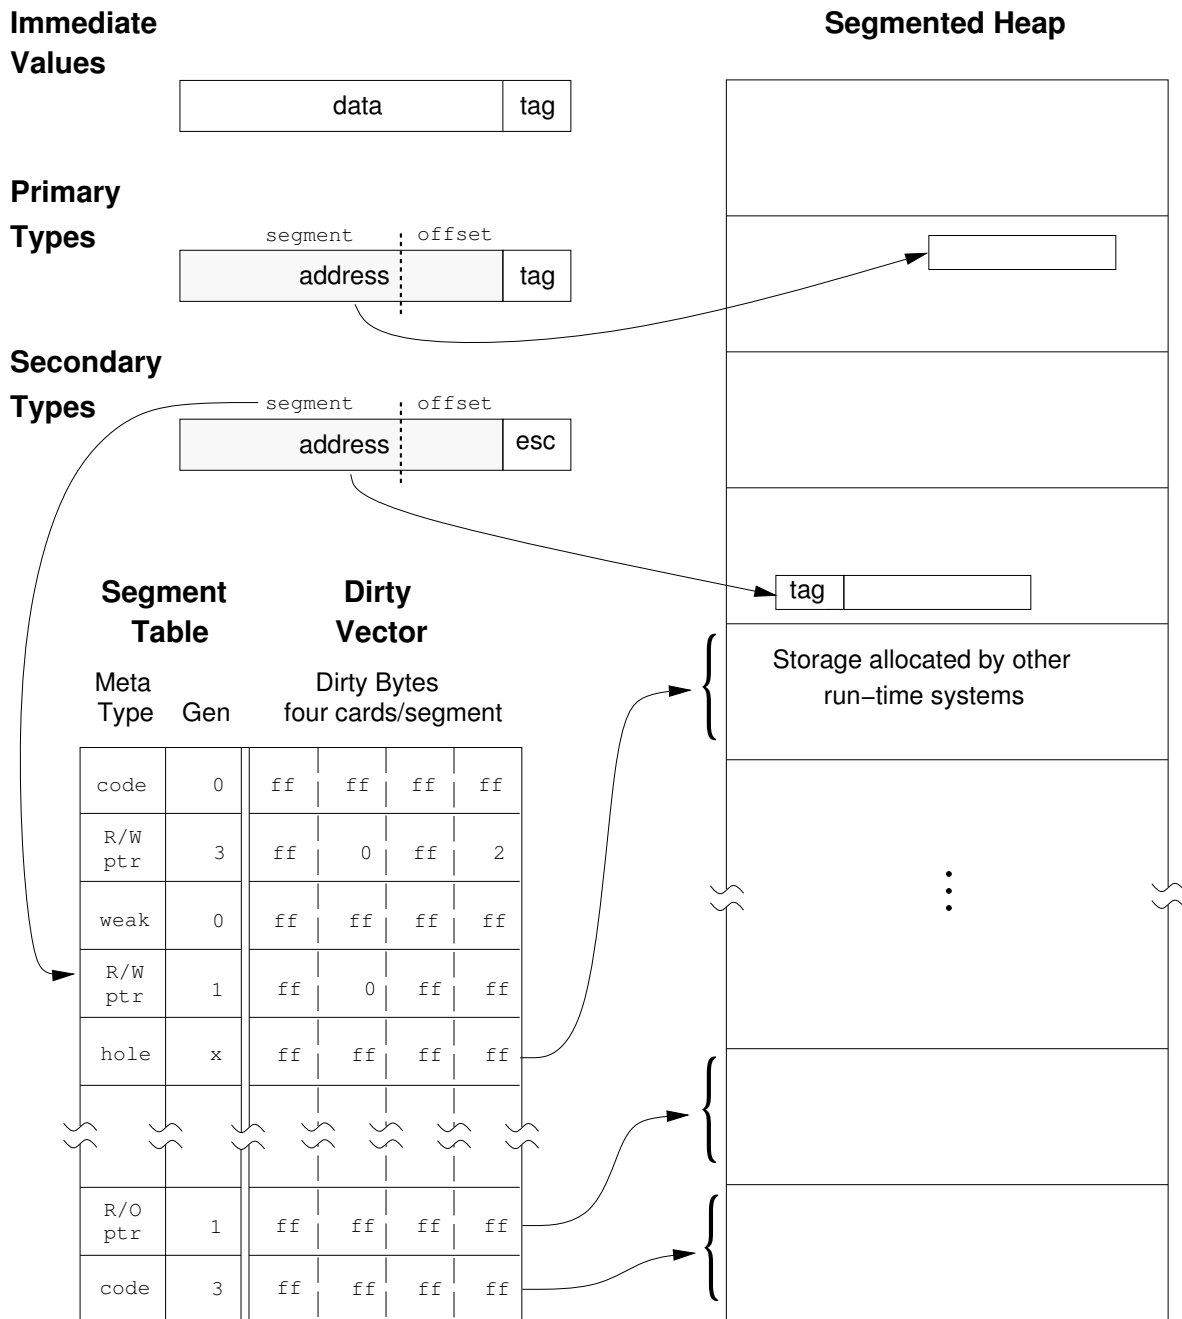 Immediate
Values
data tag
Primary
Types
segment offset
address tag
Secondary
Types
segment offset
address esc
Segment
Table
Dirty
Vector
Meta
Type Gen
Dirty Bytes
four cards/segment
code 0 ff ff ff ff
R/W
ptr 3 ff 0 ff 2
weak 0 ff ff ff ff
R/W
ptr 1 ff 0 ff ff
hole x ff ff ff ff
R/O
ptr 1 ff ff ff ff
code 3 ff ff ff ff
Segmented Heap
tag
Storage allocated by other
run−time systems